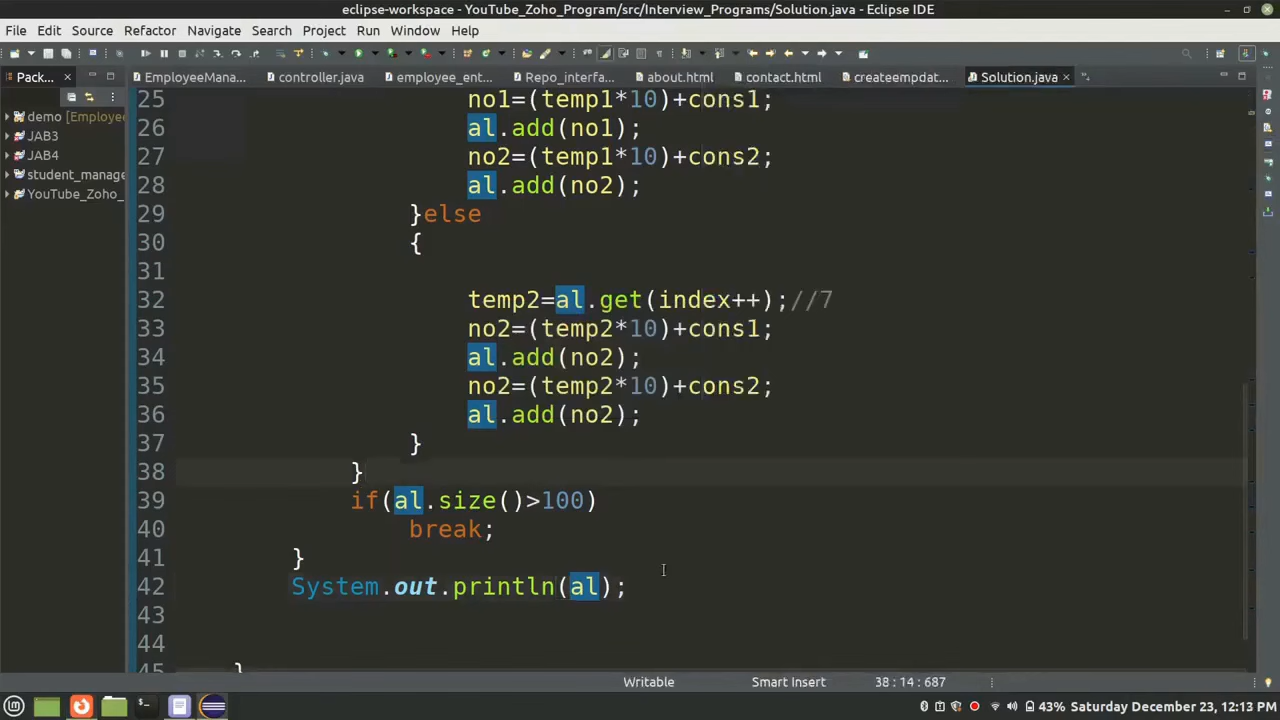 eclipse-workspace - YouTube_Zoho_Program/src/Interview_Programs/Solution.java - Eclipse IDE
File Edit Source Refactor Navigate Search Project Run Window Help
Pack... EmployeeMana... controller.java employee_ent... Repo_interfa... about.html contact.html createempdat... Solution.java
demo [Employee
JAB3
JAB4
student_manage
YouTube_Zoho_
25 no1=(temp1*10)+cons1;
26 al.add(no1);
27 no2=(temp1*10)+cons2;
28 al.add(no2);
29 }else
30 {
31
32 temp2=al.get(index++);//7
33 no2=(temp2*10)+cons1;
34 al.add(no2);
35 no2=(temp2*10)+cons2;
36 al.add(no2);
37 }
38 }
39 if(al.size()>100)
40 break;
41 }
42 System.out.println(al);
43
44
45 }
Writable Smart Insert 38 : 14 : 687
43% Saturday December 23, 12:13 PM